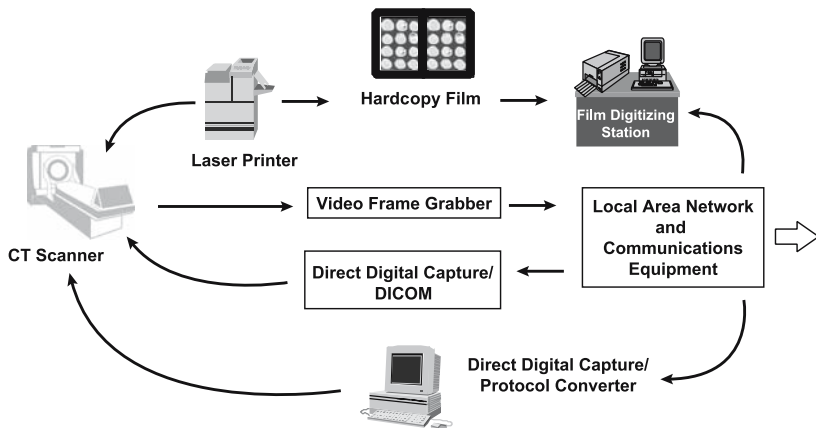 Hardcopy Film
Film Digitizing
Station
Laser Printer
Video Frame Grabber
Local Area Network
and
Communications
Equipment
CT Scanner
Direct Digital Capture/
DICOM
Direct Digital Capture/
Protocol Converter